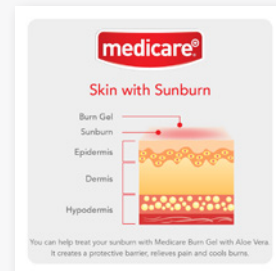 medicare®
Skin with Sunburn
Burn Gel
Sunburn
Epidermis
Dermis
Hypodermis
You can help treat your sunburn with Medicare Burn Gel with Aloe Vera.
It creates a protective barrier, relieves pain and cools burns.